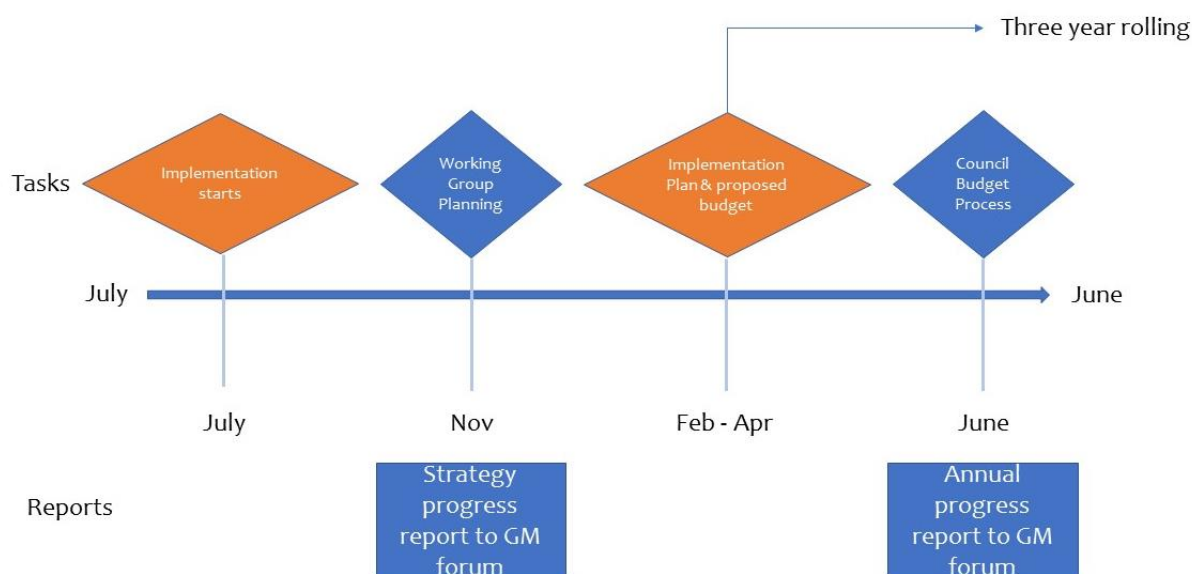 Three year rolling
Tasks
Implementation
starts
Working
Group
Planning
Implementation
Plan & proposed
budget
Council
Budget
Process
July
June
July
Nov
Feb - Apr
June
Reports
Strategy
progress
report to GM
forum
Annual
progress
report to GM
forum